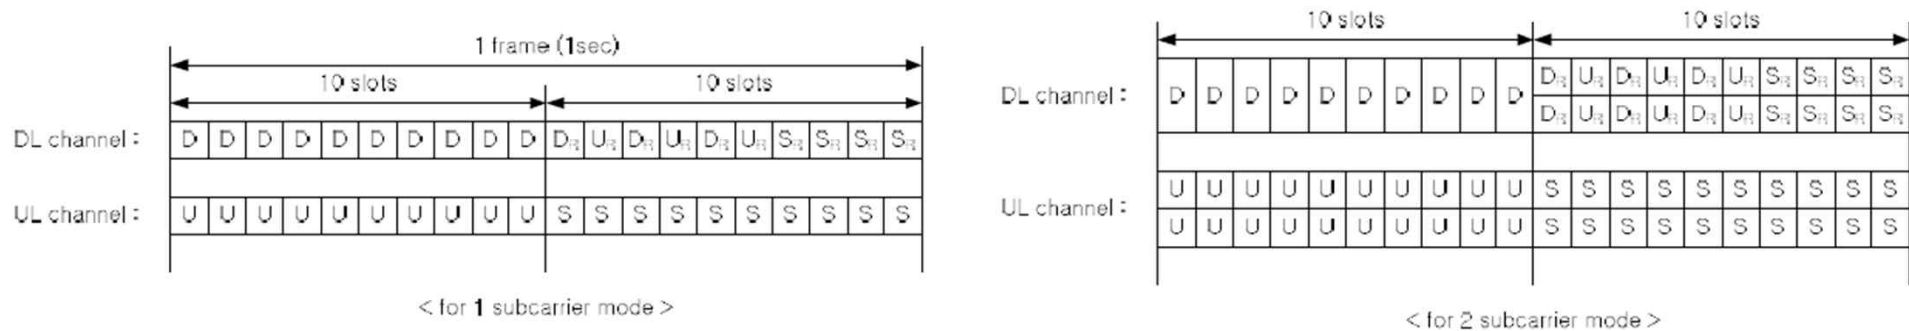 1 frame (1sec)
10 slots 10 slots
DL channel : D D D D D D D D D D DR UR DR UR DR UR SR SR SR SR
UL channel : U U U U U U U U U U S S S S S S S S S S
< for 1 subcarrier mode >
10 slots 10 slots
DL channel : D D D D D D D D D D
DR UR DR UR DR UR SR SR SR SR
DR UR DR UR DR UR SR SR SR SR
UL channel :
U U U U U U U U U U S S S S S S S S S S
U U U U U U U U U U S S S S S S S S S S
< for 2 subcarrier mode >